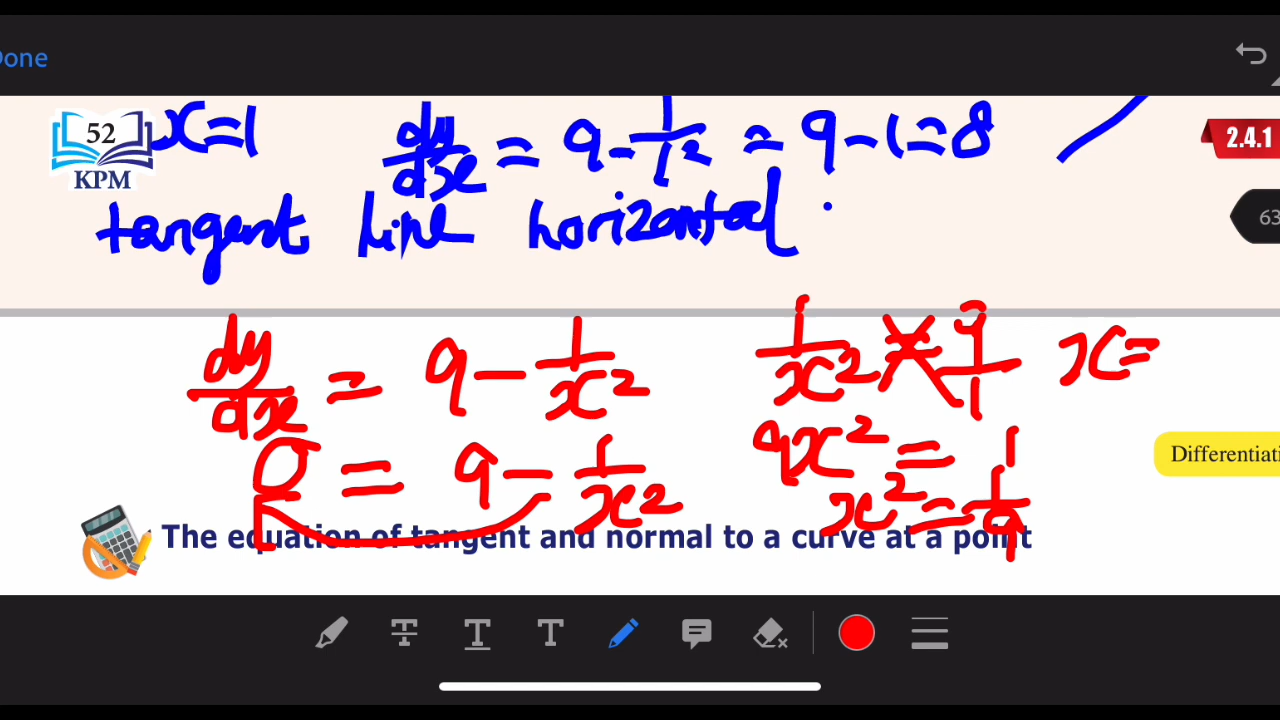 Done
52
KPM
x=1
dy/dx = 9 - 1/1² = 9-1=8
2.4.1
tangent line horizontal.
63
dy/dx = 9 - 1/x²
1/x² 9/1
x=
0 = 9 - 1/x²
9x² = 1
x² = 1/9
Differentiati
The equation of tangent and normal to a curve at a point
T T T